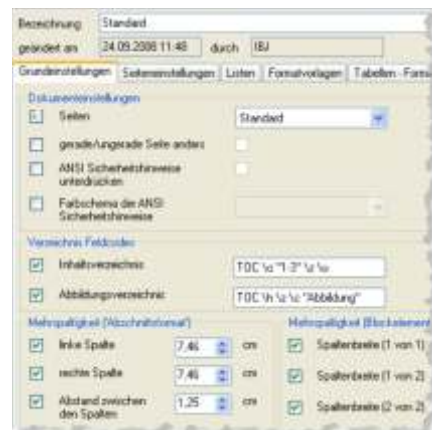 Bezeichnung Standard
geändert am 24.09.2008 11:48 durch IBJ
Grundeinstellungen Seiteneinstellungen Listen Formatvorlagen Tabellen - Form
Dokumenteinstellungen
Seiten Standard
gerade/ungerade Seite anders
ANSI Sicherheitshinweise
unterdrücken
Farbschema der ANSI
Sicherheitshinweise
Verzeichnis Feldcodes
Inhaltsverzeichnis TOC \o "1-3" \z \u
Abbildungsverzeichnis TOC \h \z \c "Abbildung"
Mehrspaltigkeit ('Abschnittsformat') Mehrspaltigkeit (Blockelement
linke Spalte 7,46 cm Spaltenbreite (1 von 1)
rechte Spalte 7,46 cm Spaltenbreite (1 von 2)
Abstand zwischen
den Spalten 1,25 cm Spaltenbreite (2 von 2)